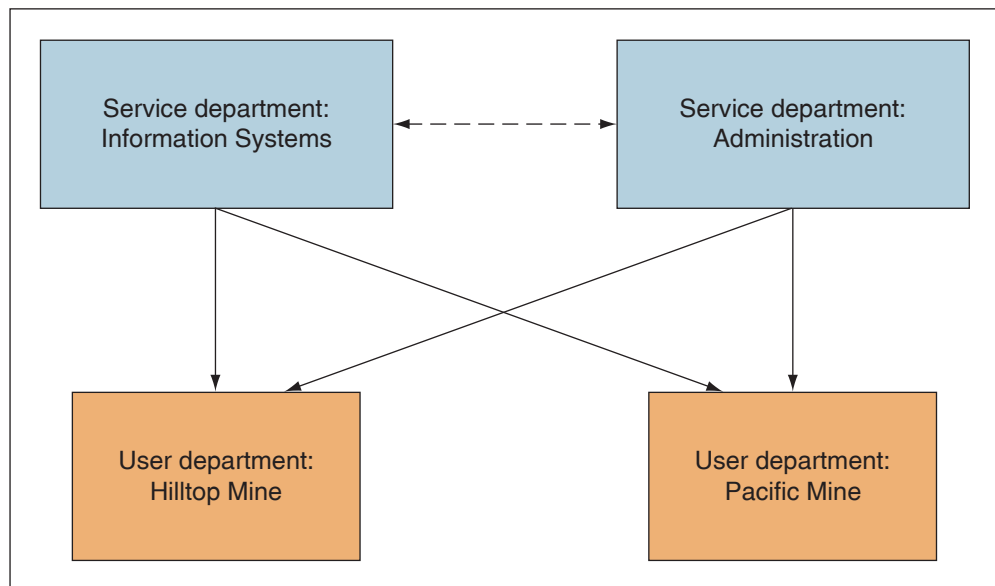 Service department:
Information Systems
Service department:
Administration
User department:
Hilltop Mine
User department:
Pacific Mine